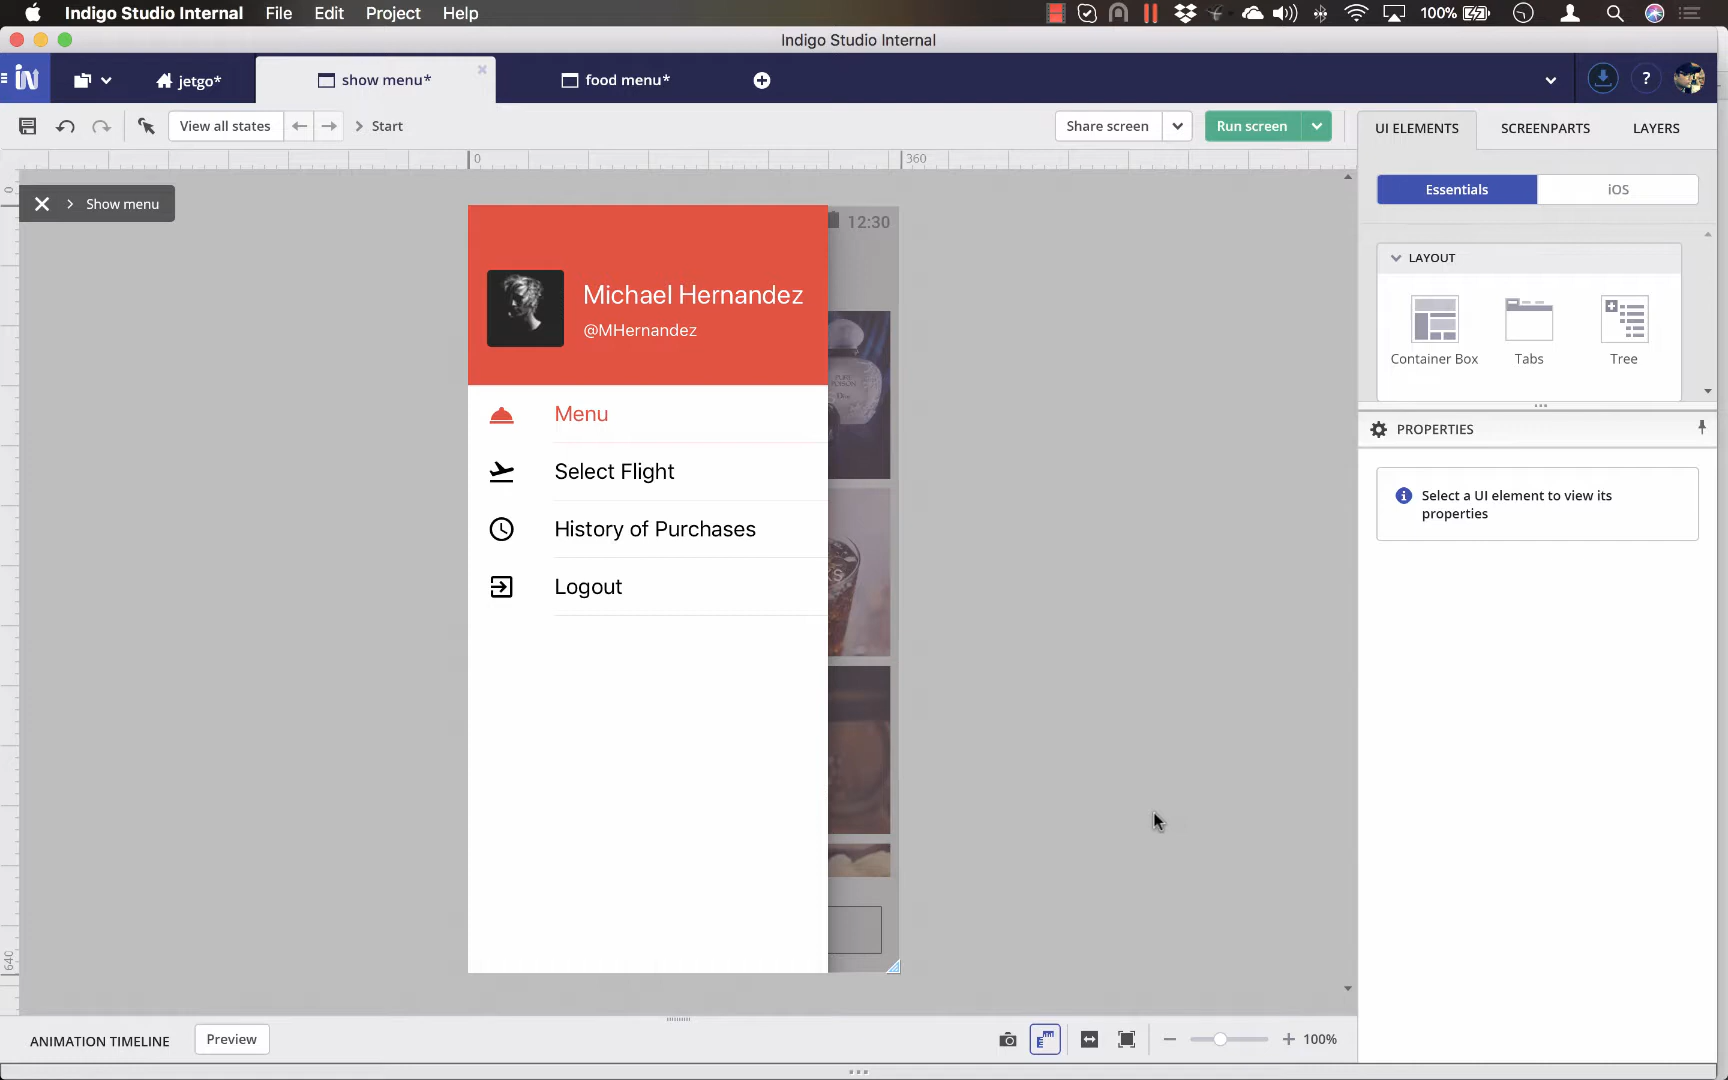 Indigo Studio Internal File Edit Project Help 100%
Indigo Studio Internal
jetgo* show menu* food menu* ?
View all states Start Share screen Run screen
UI ELEMENTS SCREENPARTS LAYERS
0 360
Essentials iOS
0
Show menu
12:30
LAYOUT
Michael Hernandez
@MHernandez
Container Box Tabs Tree
Menu
PROPERTIES
Select Flight
Select a UI element to view its
properties
History of Purchases
Logout
640
ANIMATION TIMELINE Preview 100%